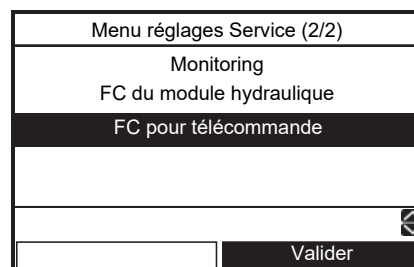 Menu réglages Service (2/2)
Monitoring
FC du module hydraulique
FC pour télécommande
Valider